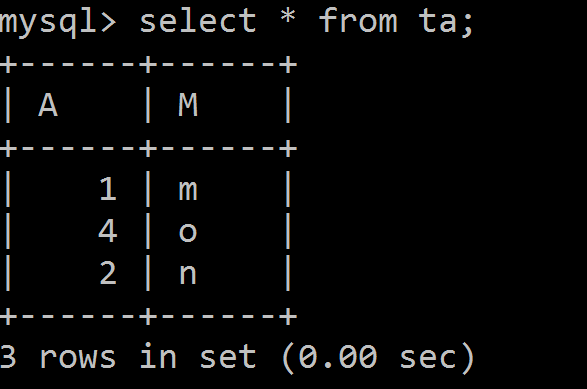 mysql> select * from ta;
+------+------+
| A    | M    |
+------+------+
|    1 | m    |
|    4 | o    |
|    2 | n    |
+------+------+
3 rows in set (0.00 sec)